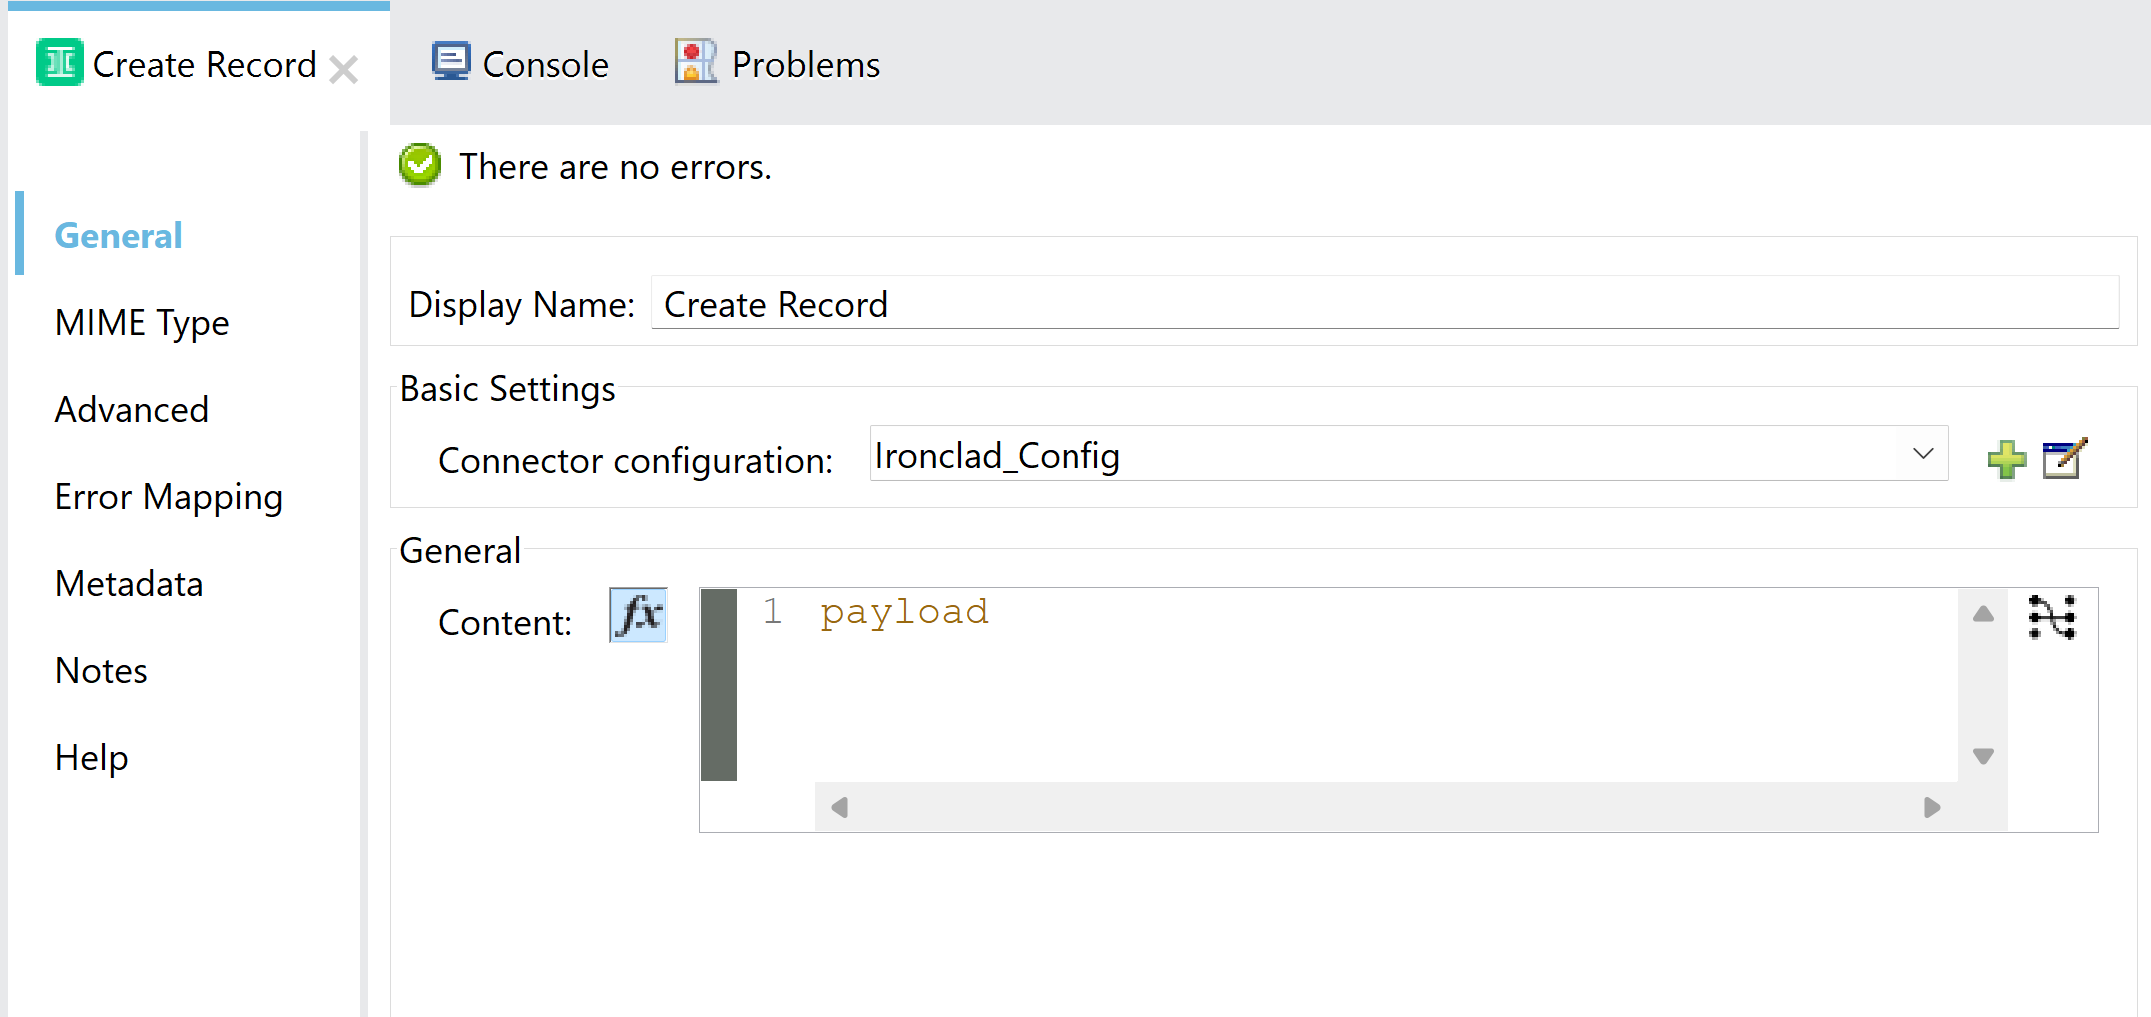 Create Record
Console
Problems
There are no errors.
General
MIME Type
Advanced
Error Mapping
Metadata
Notes
Help
Display Name: Create Record
Basic Settings
Connector configuration: Ironclad_Config
General
Content: fx 1 payload